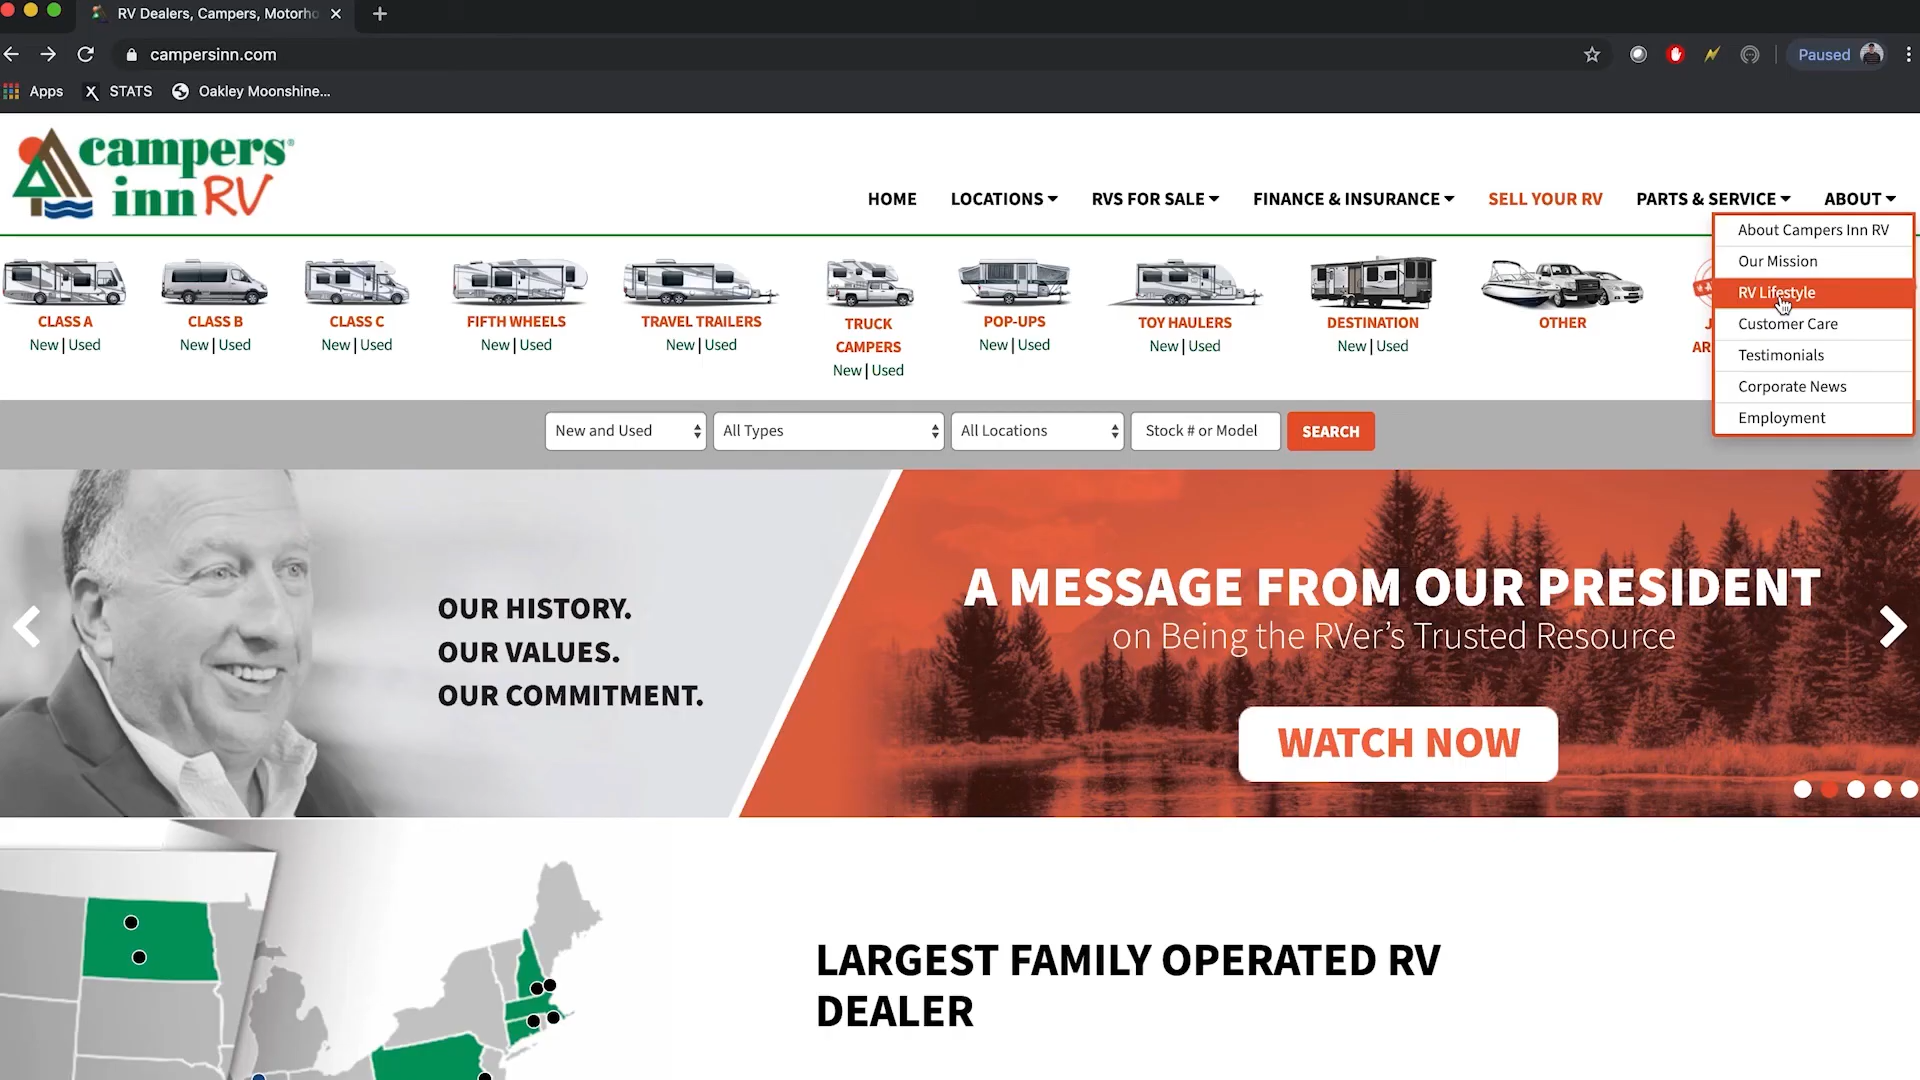 RV Dealers, Campers, Motorho
campersinn.com
Paused
Apps
STATS
Oakley Moonshine...
campers®
inn RV
HOME
LOCATIONS
RVS FOR SALE
FINANCE & INSURANCE
SELL YOUR RV
PARTS & SERVICE
ABOUT
About Campers Inn RV
Our Mission
RV Lifestyle
Customer Care
Testimonials
Corporate News
Employment
CLASS A
New | Used
CLASS B
New | Used
CLASS C
New | Used
FIFTH WHEELS
New | Used
TRAVEL TRAILERS
New | Used
TRUCK
CAMPERS
New | Used
POP-UPS
New | Used
TOY HAULERS
New | Used
DESTINATION
New | Used
OTHER
New and Used
All Types
All Locations
Stock # or Model
SEARCH
OUR HISTORY.
OUR VALUES.
OUR COMMITMENT.
A MESSAGE FROM OUR PRESIDENT
on Being the RVer's Trusted Resource
WATCH NOW
LARGEST FAMILY OPERATED RV
DEALER